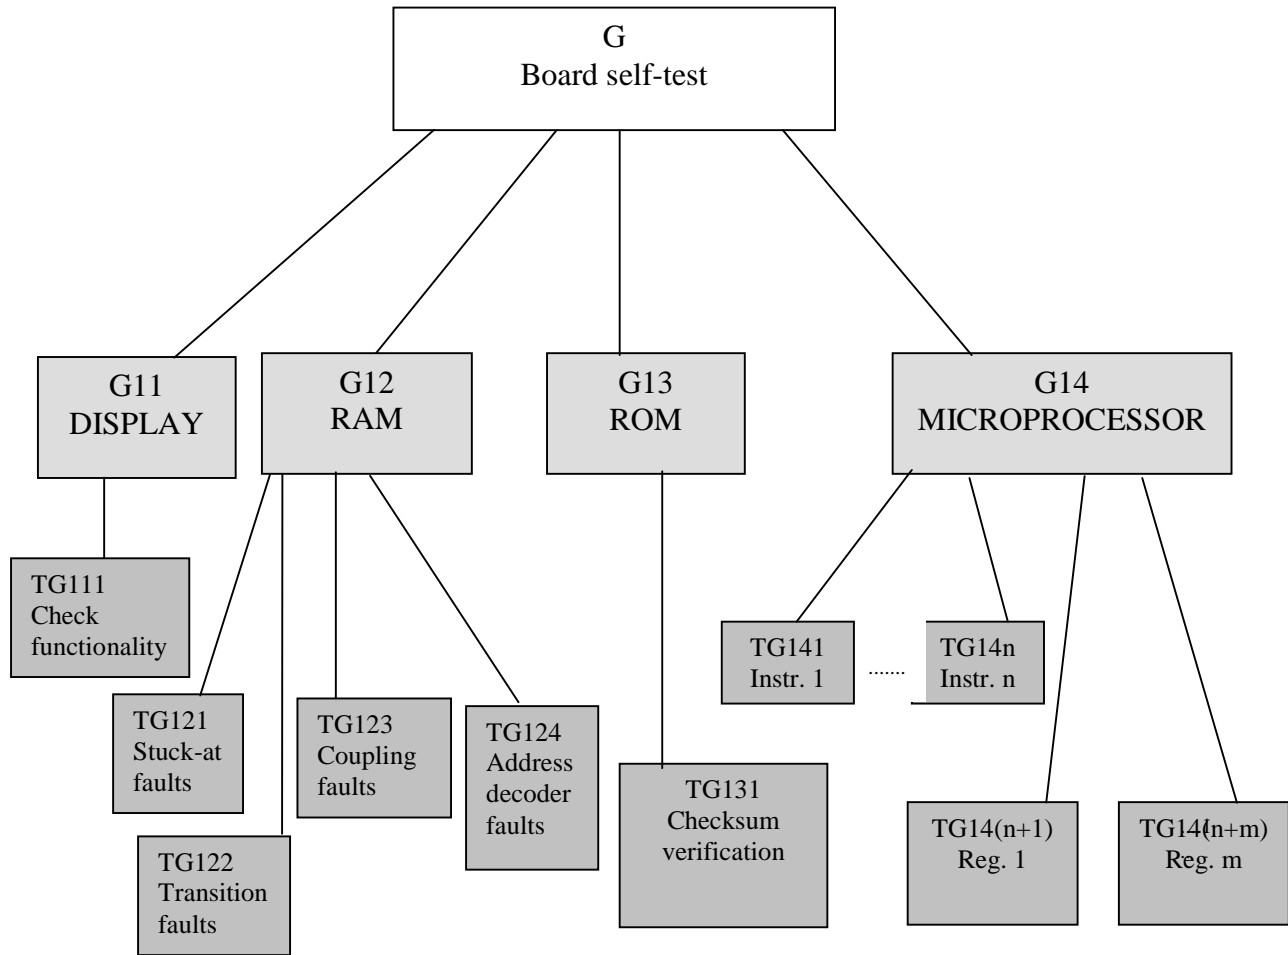 G
Board self-test
G11
DISPLAY
G12
RAM
G13
ROM
G14
MICROPROCESSOR
TG111
Check
functionality
TG121
Stuck-at
faults
TG122
Transition
faults
TG123
Coupling
faults
TG124
Address
decoder
faults
TG131
Checksum
verification
TG141
Instr. 1
.......
TG14n
Instr. n
TG14(n+1)
Reg. 1
TG14(n+m)
Reg. m